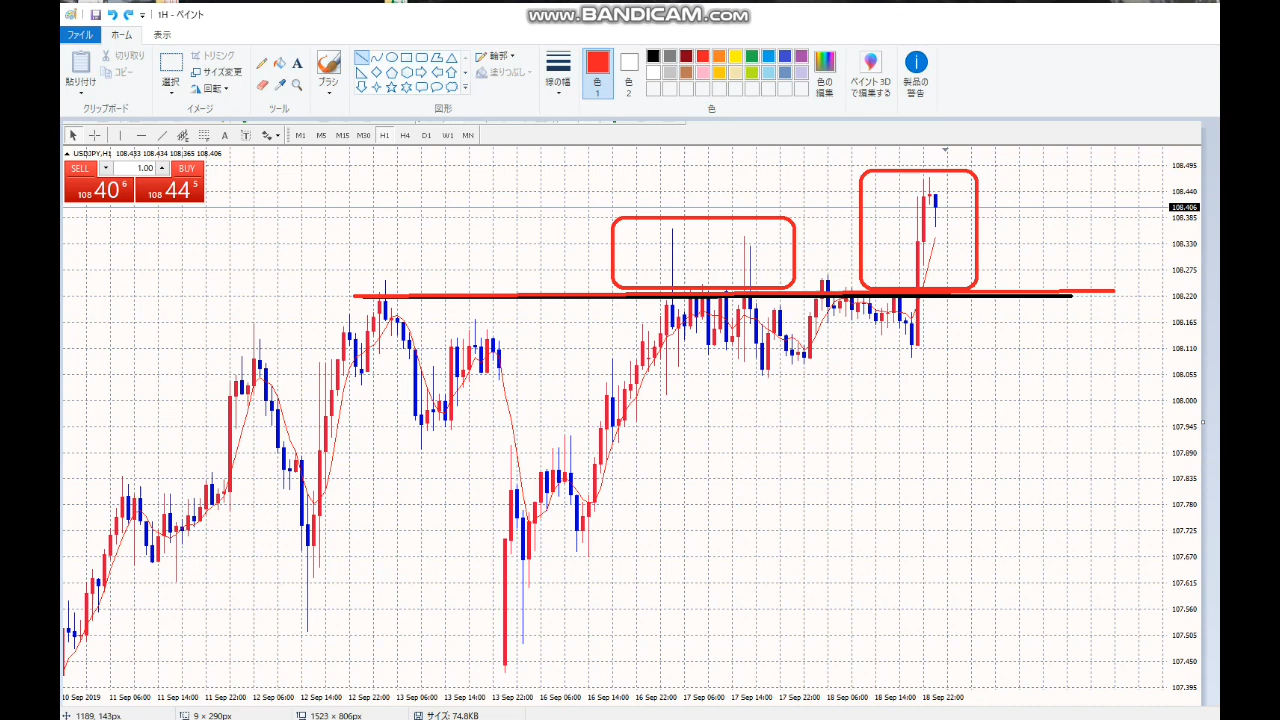 1H - ペイント
www.BANDICAM.com
ファイル ホーム 表示
貼り付け 切り取り コピー
選択 トリミング サイズ変更 回転
ブラシ
輪郭 塗りつぶし
線の幅
色 1
色 2
色の編集
ペイント 3D で編集する
製品の警告
クリップボード イメージ ツール 図形 色
A T M1 M5 M15 M30 H1 H4 D1 W1 MN
USDJPY,H1 108.433 108.434 108.365 108.406
SELL 1.00 BUY
108 40 6 108 44 5
108.495
108.440
108.406
108.385
108.330
108.275
108.220
108.165
108.110
108.055
108.000
107.945
107.890
107.835
107.780
107.725
107.670
107.615
107.560
107.505
107.450
107.395
10 Sep 2019 11 Sep 06:00 11 Sep 14:00 11 Sep 22:00 12 Sep 06:00 12 Sep 14:00 12 Sep 22:00 13 Sep 06:00 13 Sep 14:00 13 Sep 22:00 16 Sep 06:00 16 Sep 14:00 16 Sep 22:00 17 Sep 06:00 17 Sep 14:00 17 Sep 22:00 18 Sep 06:00 18 Sep 14:00 18 Sep 22:00
1189, 143px 9 × 290px 1523 × 806px サイズ: 74.8KB